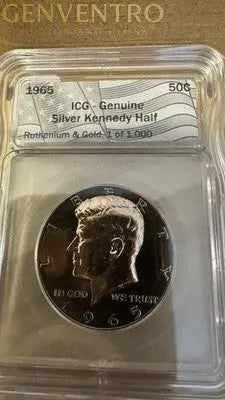 GENVENTRO
1965 50C
ICG - Genuine
Silver Kennedy Half
Ruthenium & Gold, 1 of 1,000
LIBERTY
IN GOD WE TRUST
1965